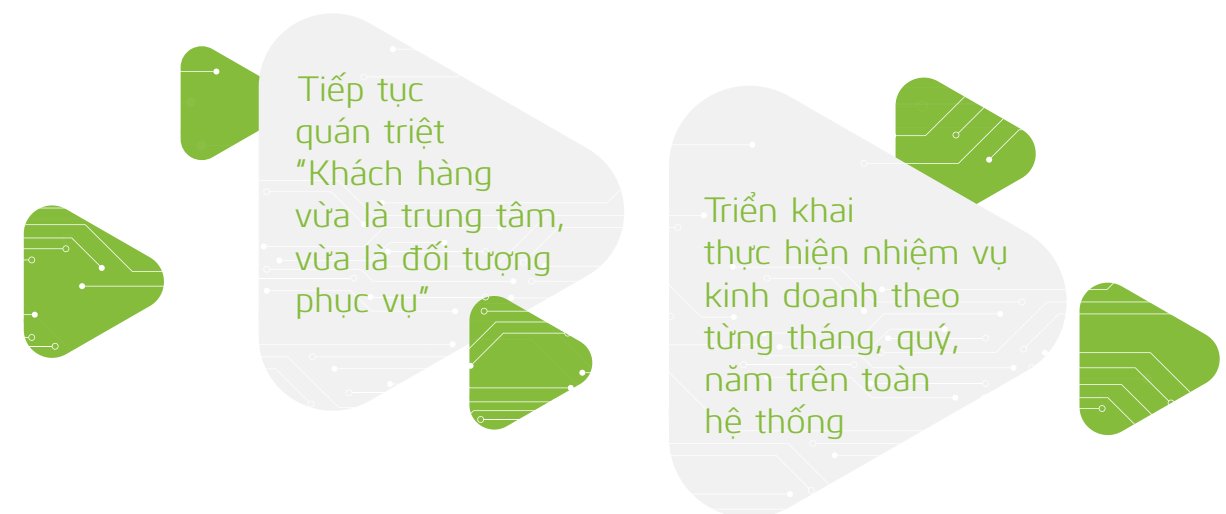 Tiếp tục
quán triệt
"Khách hàng
vừa là trung tâm,
vừa là đối tượng
phục vụ"
Triển khai
thực hiện nhiệm vụ
kinh doanh theo
từng tháng, quý,
năm trên toàn
hệ thống